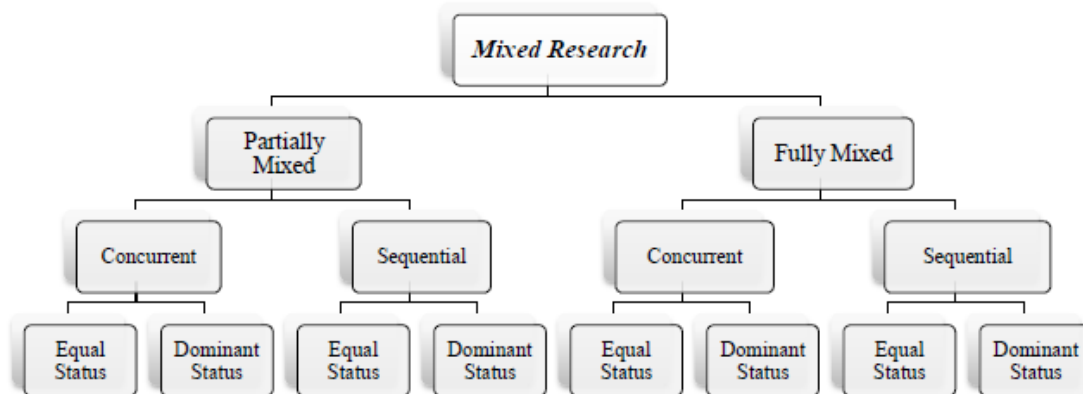 Mixed Research
Partially
Mixed
Fully Mixed
Concurrent
Sequential
Concurrent
Sequential
Equal
Status
Dominant
Status
Equal
Status
Dominant
Status
Equal
Status
Dominant
Status
Equal
Status
Dominant
Status